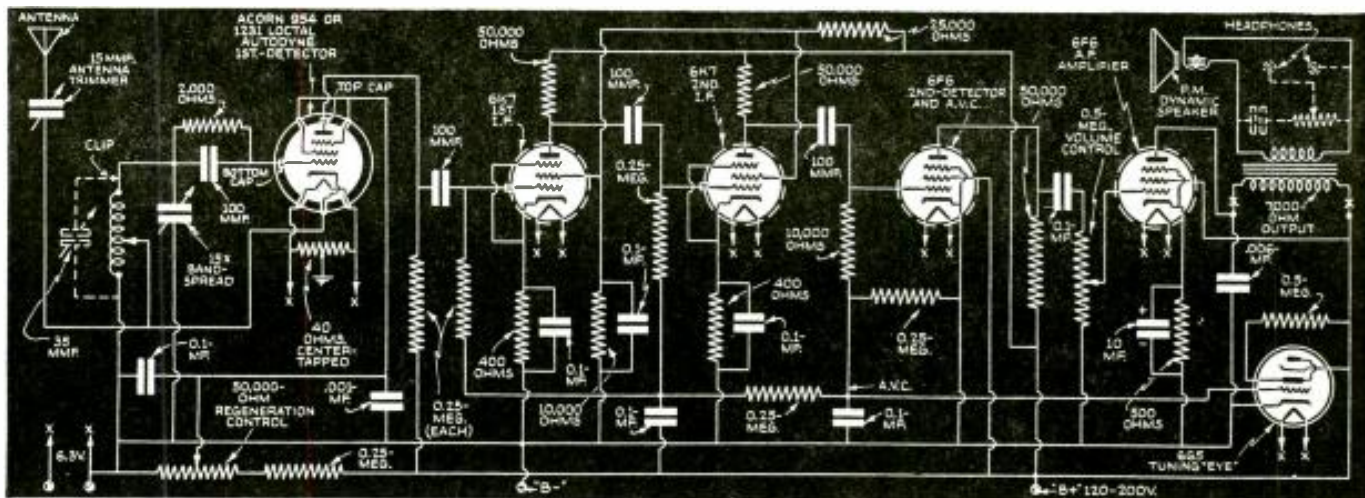 ANTENNA
15MMF.
ANTENNA
TRIMMER
2,000
OHMS
CLIP
35
MMF.
ACORN 954 OR
1231 LOCTAL
AUTODYNE
1ST.-DETECTOR
TOP CAP
BOTTOM
CAP
100
MMF.
BAND-
SPREAD
40
OHMS,
CENTER-
TAPPED
0.1-
MF.
50,000-
OHM
REGENERATION
CONTROL
.001-
MF.
0.25-
MEG.
6.3V.
X
X
X
X
100
MMF.
0.25-
MEG.
(EACH)
50,000
OHMS
6K7
1ST
I.F.
X
X
400
OHMS
0.1-
MF.
10,000
OHMS
"B-"
100
MMF.
0.25-
MEG.
0.1-
MF.
0.1-
MF.
25,000
OHMS
6K7
2ND.
I.F.
50,000
OHMS
100
MMF.
X
X
400
OHMS
0.1-
MF.
10,000
OHMS
0.25-
MEG.
0.25-
MEG.
A.V.C.
0.1-
MF.
6F6
2ND-DETECTOR
AND A.V.C.
X
X
50,000
OHMS
0.1-
MF.
0.5-
MEG.
VOLUME
CONTROL
6F6
A.F.
AMPLIFIER
X
X
10
MF.
500
OHMS
P.M.
DYNAMIC
SPEAKER
HEADPHONES
7000-
OHM
OUTPUT
X
X
.006-
MF.
0.5-
MEG.
X
X
6G5
TUNING "EYE"
"B+" 120-200V.